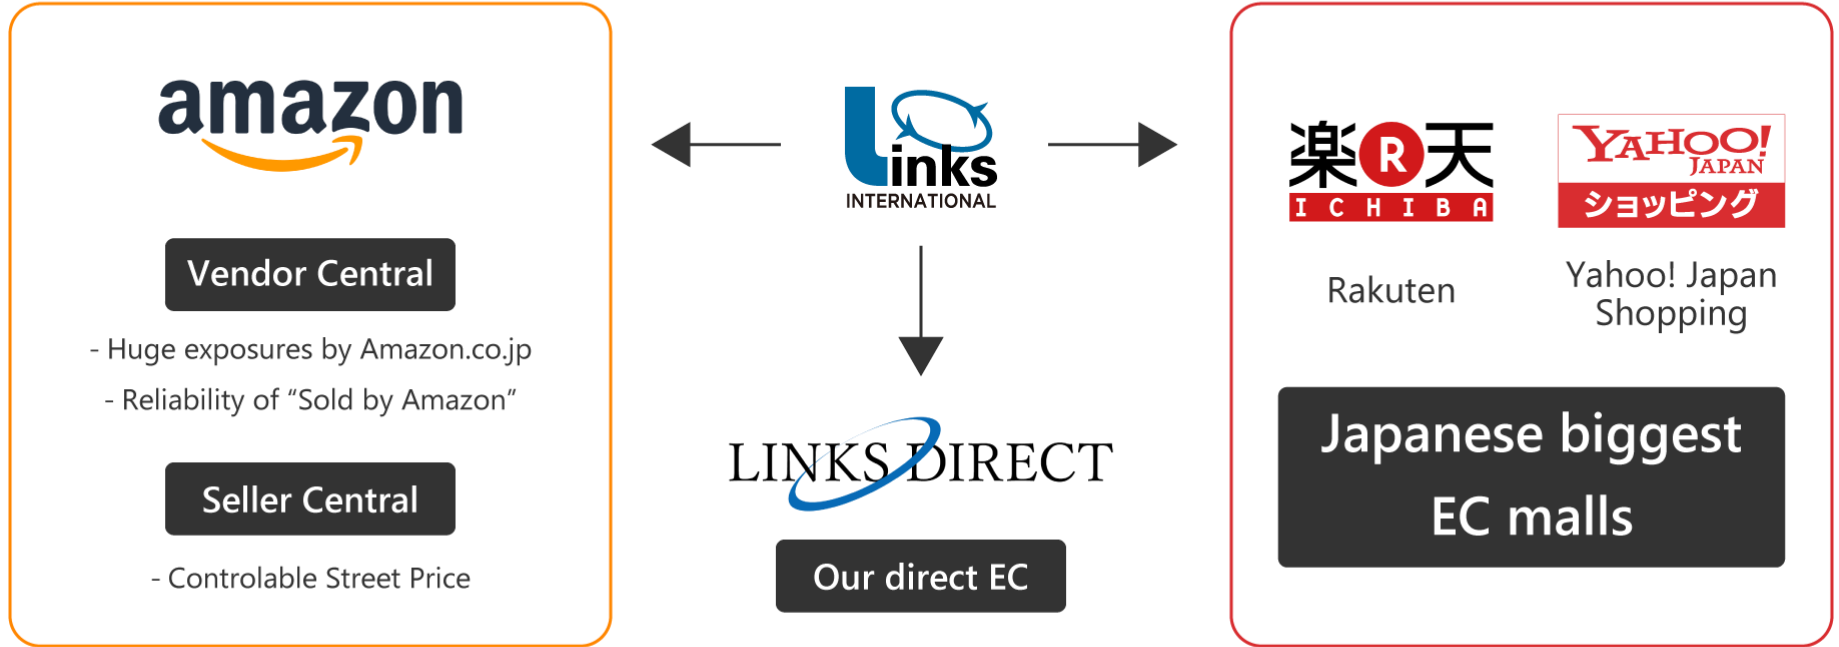 amazon
Vendor Central
- Huge exposures by Amazon.co.jp
- Reliability of “Sold by Amazon”
Seller Central
- Controlable Street Price
Links
INTERNATIONAL
LINKS DIRECT
Our direct EC
楽R天
ICHIBA
Rakuten
YAHOO!
JAPAN
ショッピング
Yahoo! Japan
Shopping
Japanese biggest
EC malls